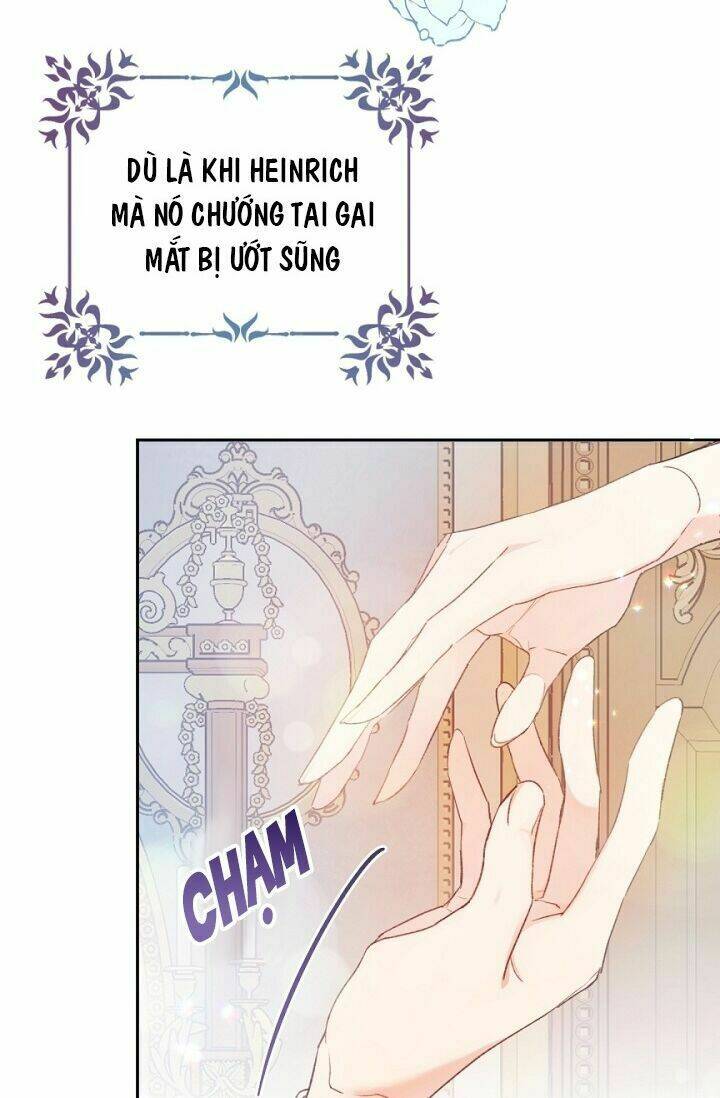 DÙ LÀ KHI HEINRICH
MÀ NÓ CHƯỚNG TAI GAI
MẮT BỊ ƯỚT SŨNG
CHẠM